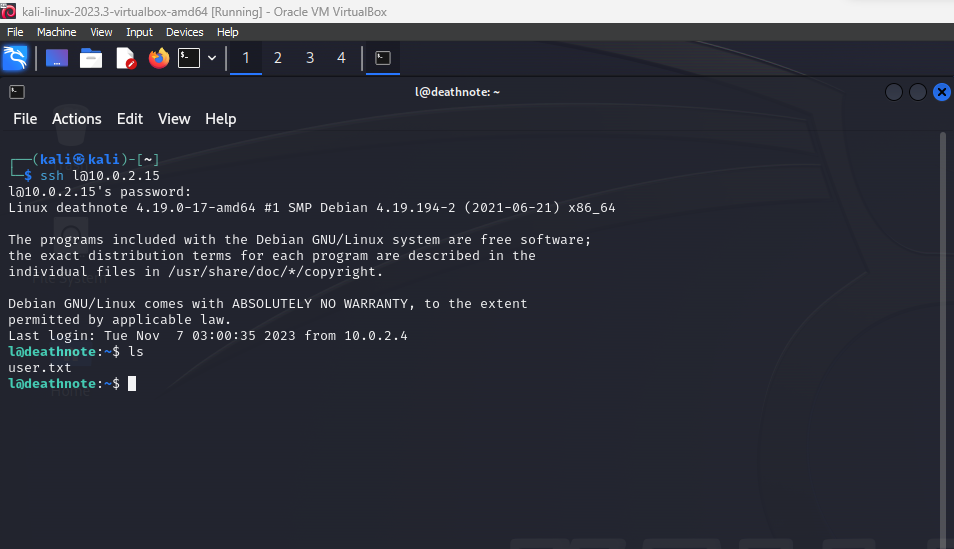 kali-linux-2023.3-virtualbox-amd64 [Running] - Oracle VM VirtualBox
File Machine View Input Devices Help
1 2 3 4
l@deathnote: ~
File Actions Edit View Help
┌──(kali㉿kali)-[~]
└─$ ssh l@10.0.2.15
l@10.0.2.15's password:
Linux deathnote 4.19.0-17-amd64 #1 SMP Debian 4.19.194-2 (2021-06-21) x86_64
The programs included with the Debian GNU/Linux system are free software;
the exact distribution terms for each program are described in the
individual files in /usr/share/doc/*/copyright.
File System
Debian GNU/Linux comes with ABSOLUTELY NO WARRANTY, to the extent
permitted by applicable law.
Last login: Tue Nov  7 03:00:35 2023 from 10.0.2.4
l@deathnote:~$ ls
user.txt
l@deathnote:~$
Home